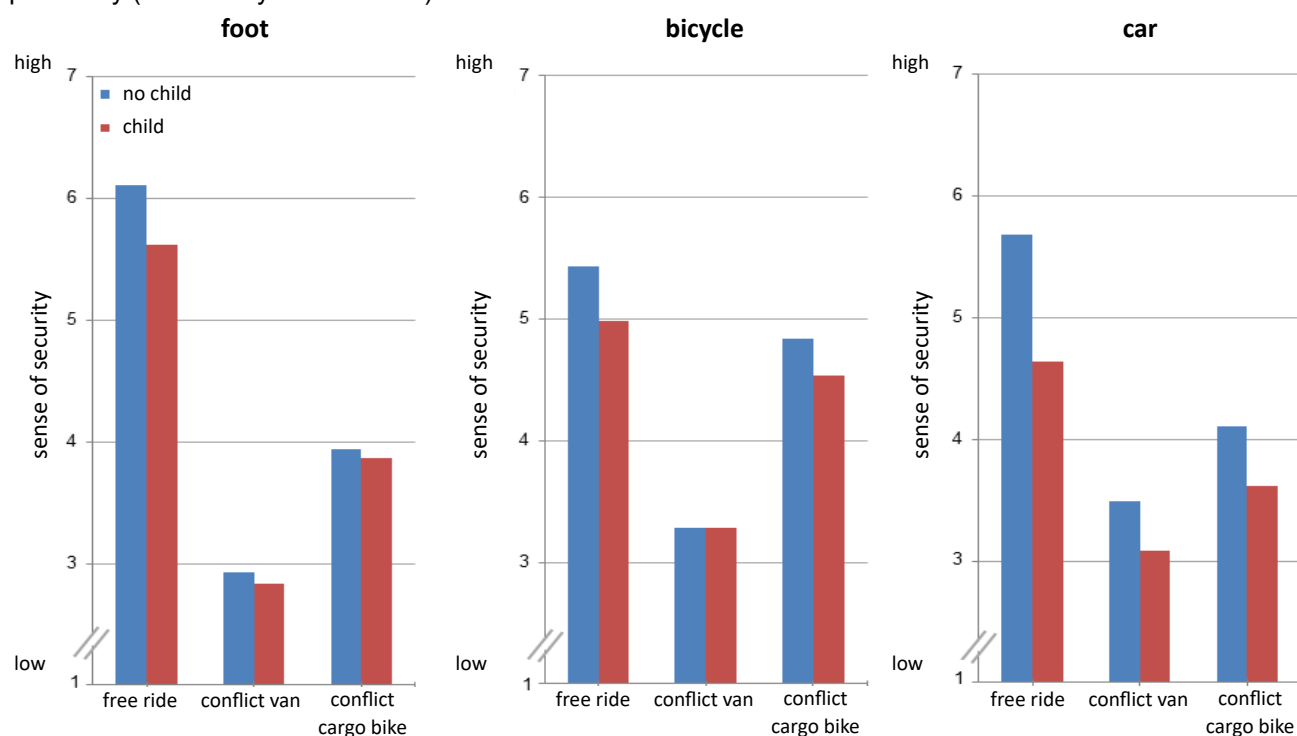 foot
high
7
no child
child
6
5
4
3
low
1
sense of security
free ride
conflict van
conflict
cargo bike
bicycle
high
7
6
5
4
3
low
1
sense of security
free ride
conflict van
conflict
cargo bike
car
high
7
6
5
4
3
low
1
sense of security
free ride
conflict van
conflict
cargo bike